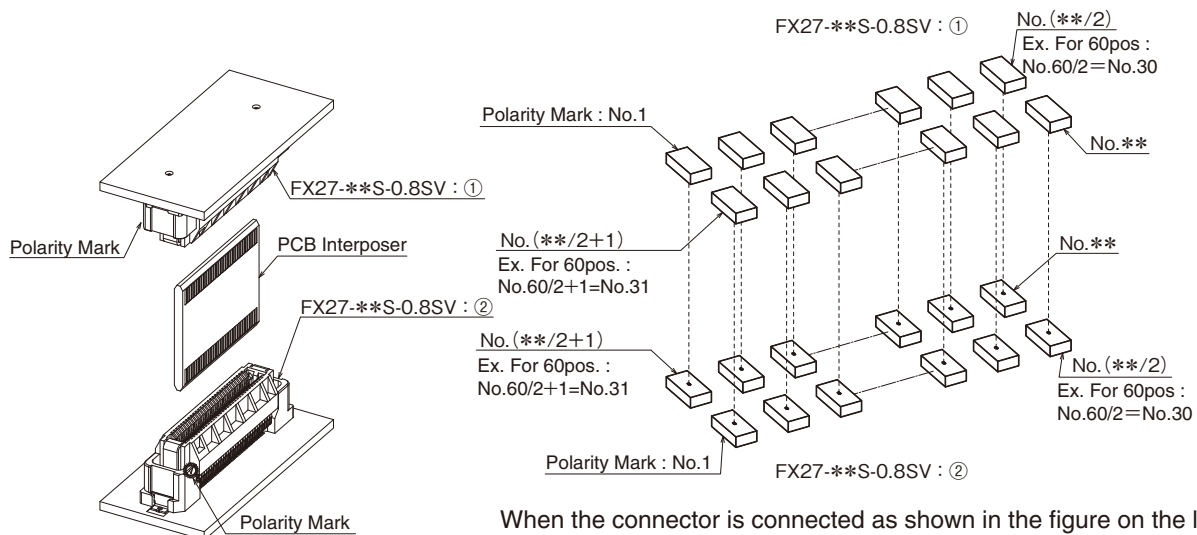 FX27-**S-0.8SV : ①
No.(**/2)
Ex. For 60pos :
No.60/2=No.30
Polarity Mark : No.1
No.**
FX27-**S-0.8SV : ①
Polarity Mark
PCB Interposer
No.(**/2+1)
Ex. For 60pos. :
No.60/2+1=No.31
No.**
FX27-**S-0.8SV : ②
No.(**/2+1)
Ex. For 60pos. :
No.60/2+1=No.31
No.(**/2)
Ex. For 60pos :
No.60/2=No.30
Polarity Mark : No.1
FX27-**S-0.8SV : ②
Polarity Mark
When the connector is connected as shown in the figure on the